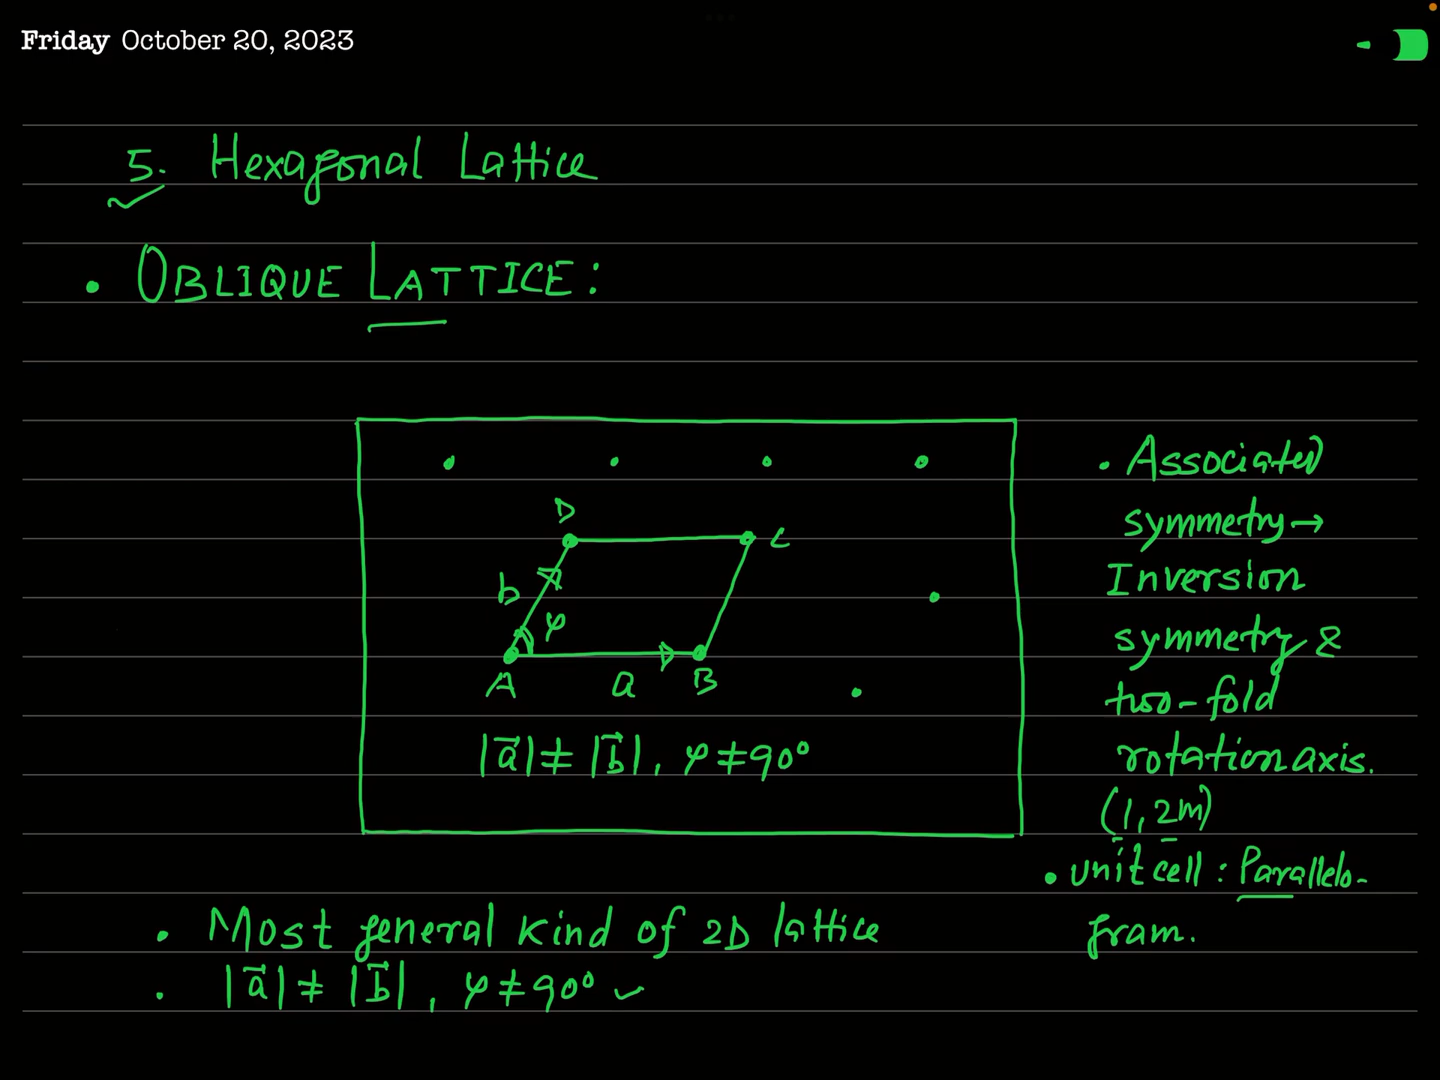 Friday October 20, 2023
5. Hexagonal Lattice
• OBLIQUE LATTICE:
D
C
b
φ
A
a
B
|a⃗| ≠ |b⃗|, φ ≠ 90°
• Associated
symmetry →
Inversion
symmetry &
two-fold
rotation axis.
(1, 2m)
• unit cell : Parallelo-
gram.
• Most general kind of 2D lattice
• |a⃗| ≠ |b⃗|, φ ≠ 90° ✓